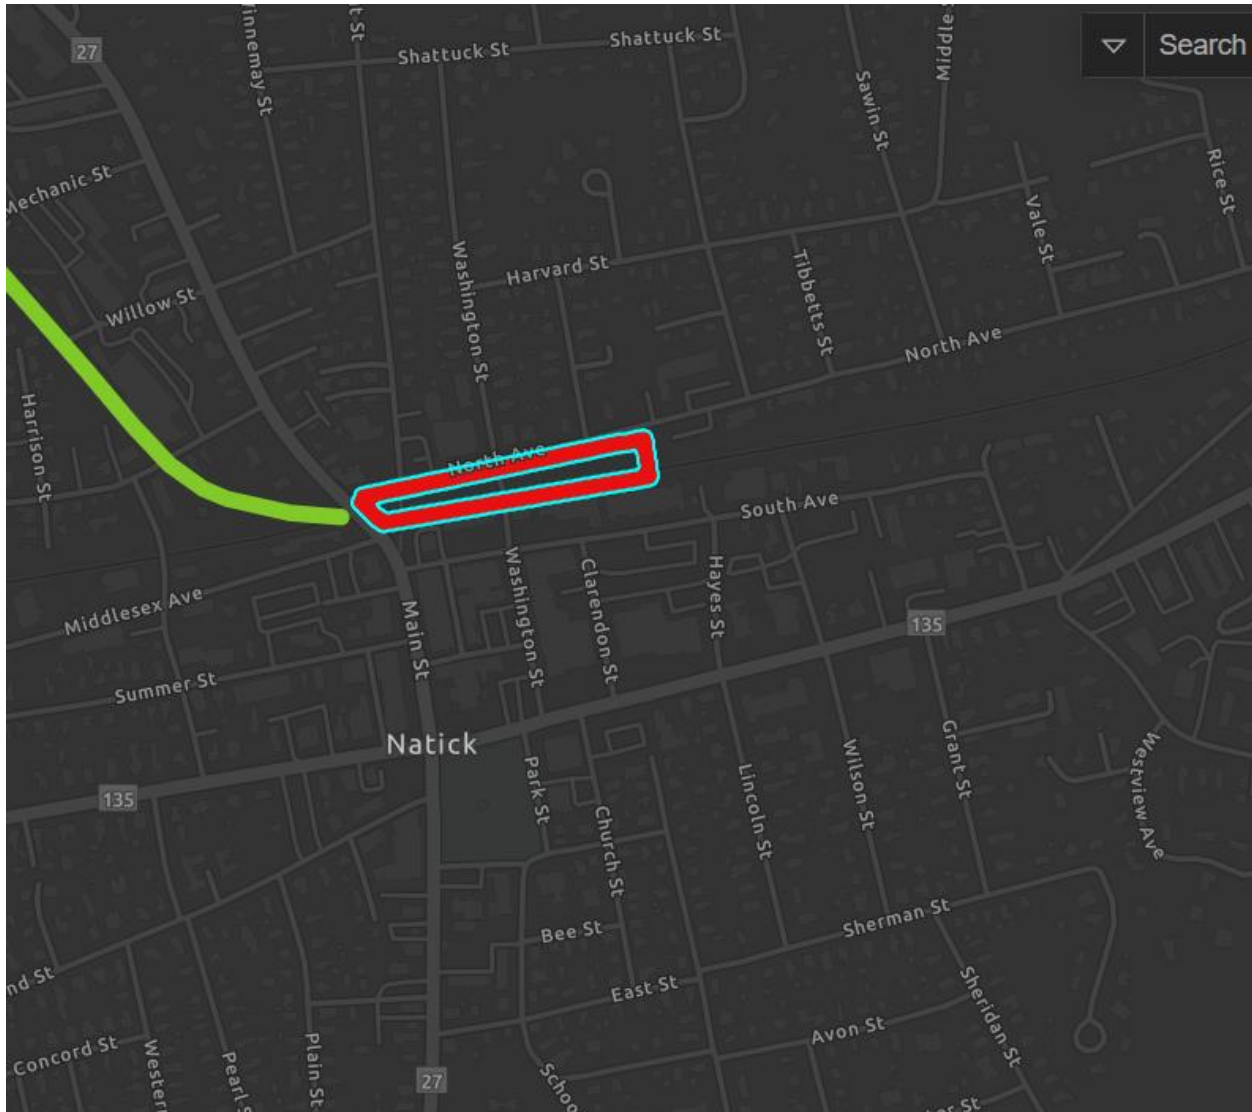 27
Shattuck St
Shattuck St
Search
Sawin St
Mechanic St
Rice St
Vale St
Washington St
Harvard St
Tibbetts St
Willow St
North Ave
Harrison St
North Ave
South Ave
Washington St
Clarendon St
Hayes St
Middlesex Ave
Main St
135
Summer St
Natick
Park St
Lincoln St
Wilson St
Grant St
Westview Ave
135
Church St
Bee St
Sherman St
East St
Sheridan St
Avon St
Concord St
Plain St
27